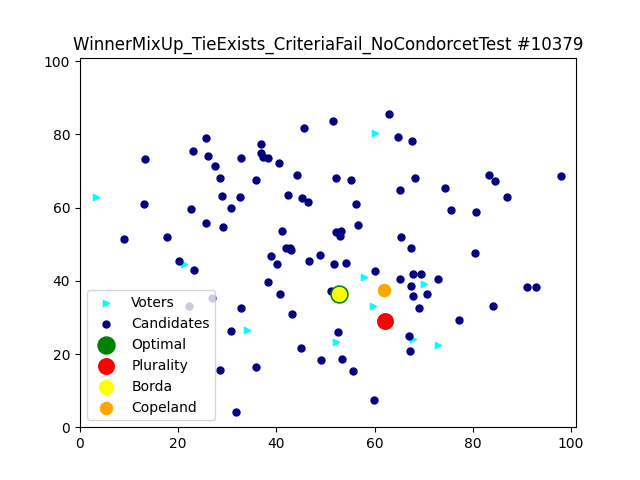 WinnerMixUp_TieExists_CriteriaFail_NoCondorcetTest #10379
100
80
60
40
20
0
Voters
Candidates
Optimal
Plurality
Borda
Copeland
0 20 40 60 80 100